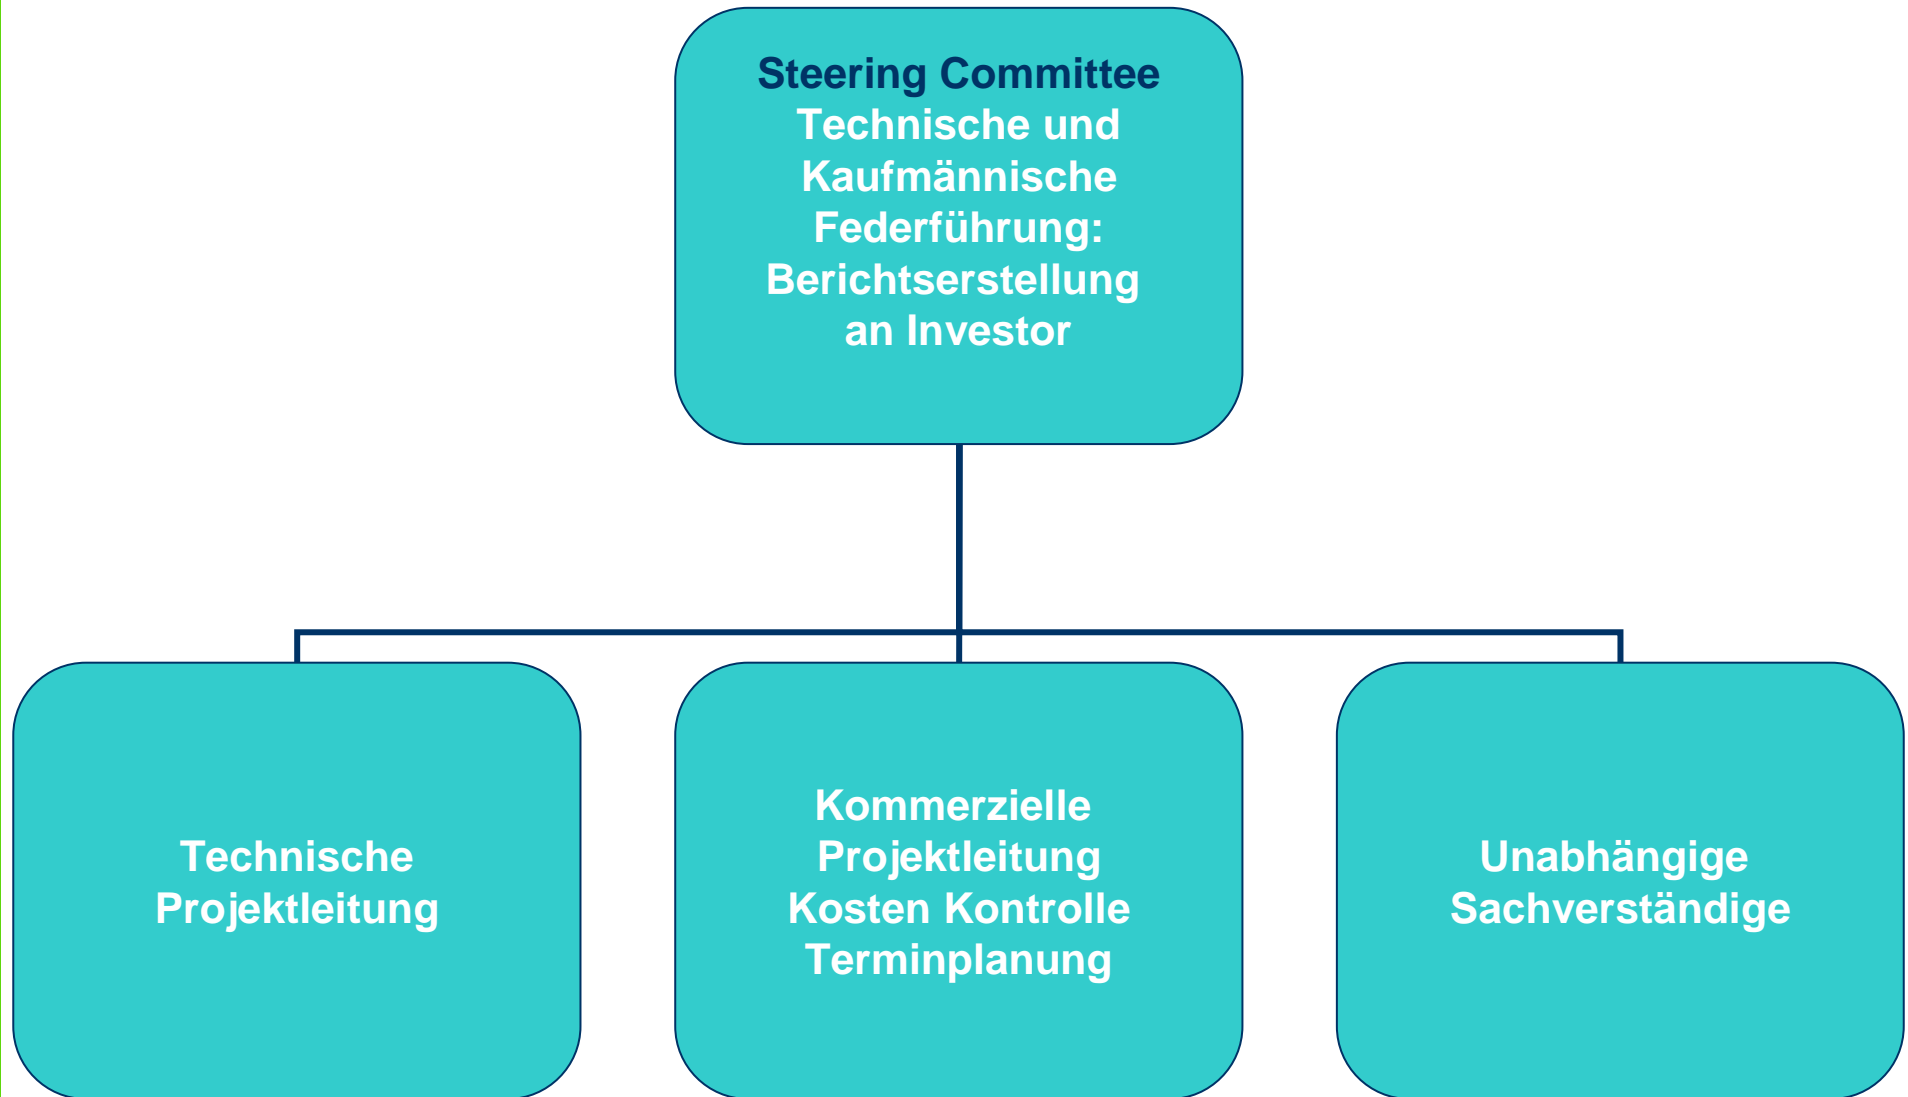 Steering Committee
Technische und
Kaufmännische
Federführung:
Berichtserstellung
an Investor
Technische
Projektleitung
Kommerzielle
Projektleitung
Kosten Kontrolle
Terminplanung
Unabhängige
Sachverständige